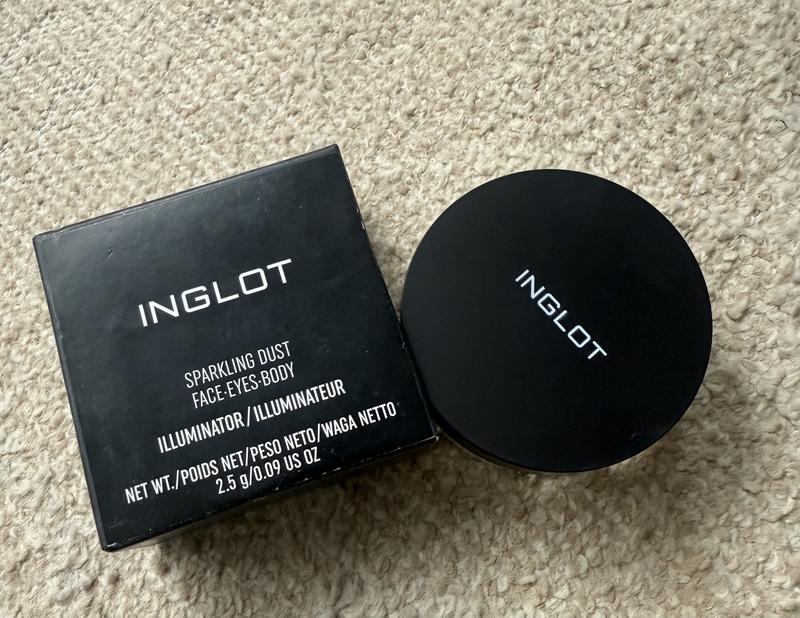 INGLOT
SPARKLING DUST
FACE·EYES·BODY
ILLUMINATOR/ILLUMINATEUR
NET WT./POIDS NET/PESO NETO/WAGA NETTO
2.5 g/0.09 US OZ
INGLOT